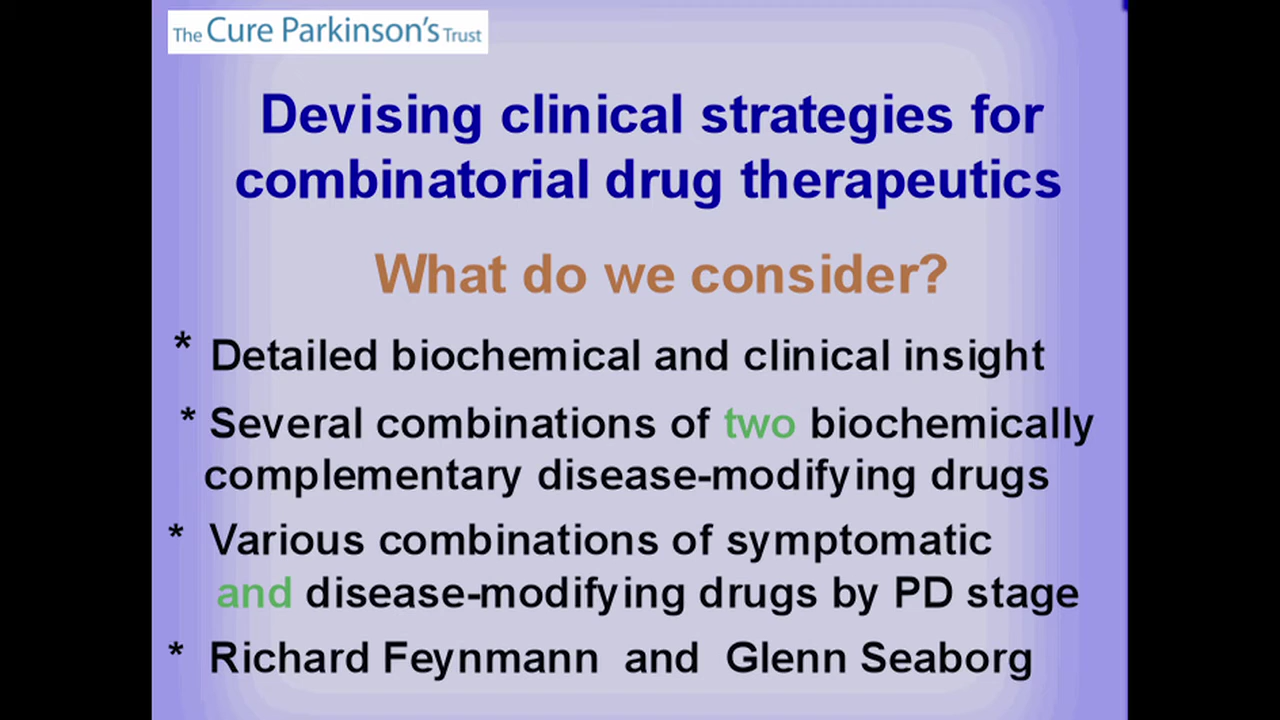 The Cure Parkinson's Trust
Devising clinical strategies for
combinatorial drug therapeutics
What do we consider?
* Detailed biochemical and clinical insight
* Several combinations of two biochemically
complementary disease-modifying drugs
* Various combinations of symptomatic
and disease-modifying drugs by PD stage
* Richard Feynmann and Glenn Seaborg